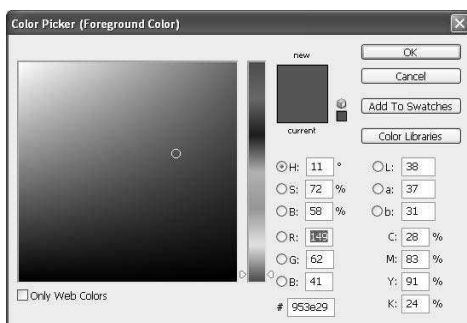 Color Picker (Foreground Color)
new
current
OK
Cancel
Add To Swatches
Color Libraries
H: 11 °
S: 72 %
B: 58 %
R: 149
G: 62
B: 41
# 953e29
L: 38
a: 37
b: 31
C: 28 %
M: 83 %
Y: 91 %
K: 24 %
Only Web Colors